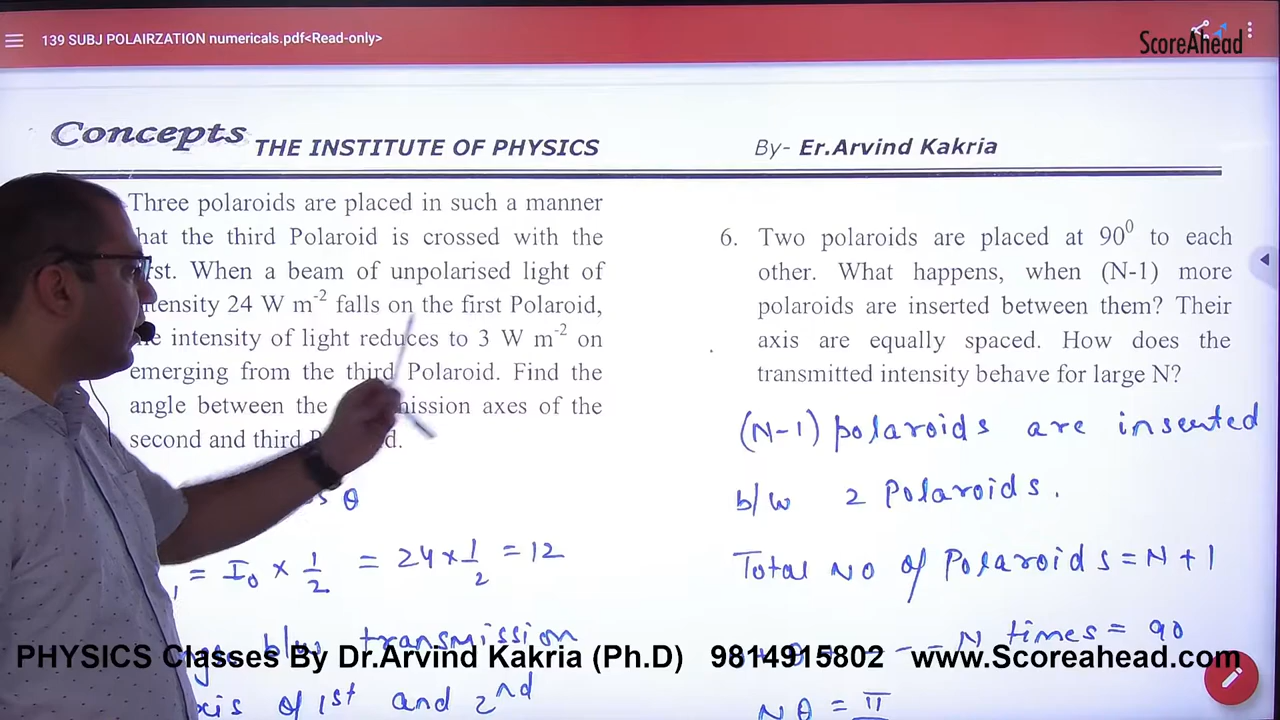 139 SUBJ POLAIRZATION numericals.pdf<Read-only>
ScoreAhead
Concepts THE INSTITUTE OF PHYSICS By- Er.Arvind Kakria
Three polaroids are placed in such a manner
that the third Polaroid is crossed with the
When a beam of unpolarised light of
intensity 24 W m⁻² falls on the first Polaroid,
intensity of light reduces to 3 W m⁻² on
emerging from the third Polaroid. Find the
angle between the axes of the
second and third
θ
= I₀ × 1/2 = 24 × 1/2 = 12
b/w transmission
of 1st and 2nd
6. Two polaroids are placed at 90⁰ to each
other. What happens, when (N-1) more
polaroids are inserted between them? Their
axis are equally spaced. How does the
transmitted intensity behave for large N?
(N-1) polaroids are inserted
b/w 2 Polaroids.
Total No of Polaroids = N + 1
N times = 90
Nθ = π
PHYSICS Classes By Dr.Arvind Kakria (Ph.D) 9814915802 www.Scoreahead.com